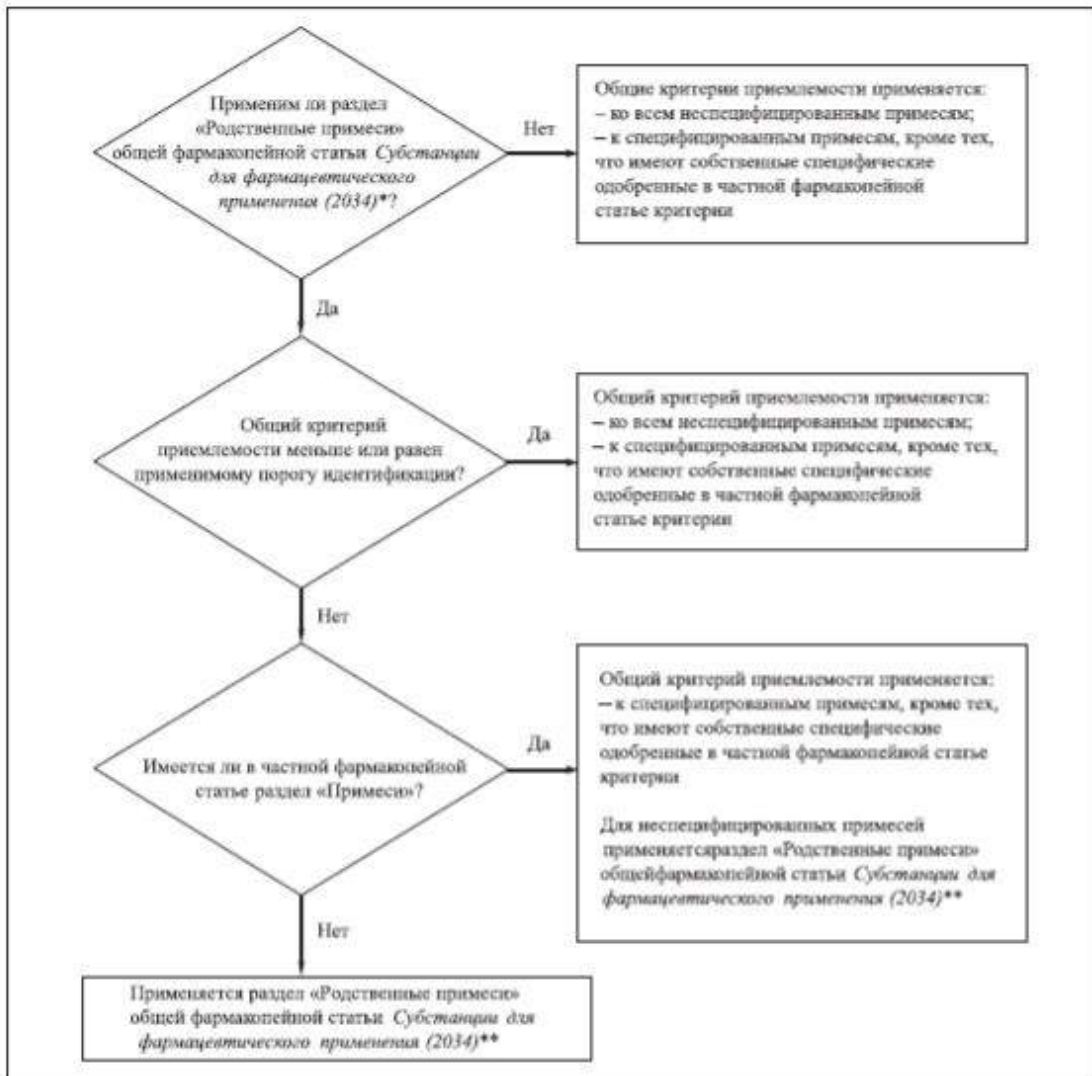 Применим ли раздел
«Родственные примеси»
общей фармакопейной статьи Субстанции
для фармацевтического
применения (2034)*?
Нет
Общие критерии приемлемости применяется:
– ко всем неспецифицированным примесям;
– к специфицированным примесям, кроме тех,
что имеют собственные специфические
одобренные в частной фармакопейной
статье критерии
Да
Общий критерий
приемлемости меньше или равен
применимому порогу идентификации?
Да
Общий критерий приемлемости применяется:
– ко всем неспецифицированным примесям;
– к специфицированным примесям, кроме тех,
что имеют собственные специфические
одобренные в частной фармакопейной
статье критерии
Нет
Имеется ли в частной фармакопейной
статье раздел «Примеси»?
Да
Общий критерий приемлемости применяется:
– к специфицированным примесям, кроме тех,
что имеют собственные специфические
одобренные в частной фармакопейной статье
критерии
Для неспецифицированных примесей
применяетсяраздел «Родственные примеси»
общейфармакопейной статьи Субстанции для
фармацевтического применения (2034)**
Нет
Применяется раздел «Родственные примеси»
общей фармакопейной статьи Субстанции для
фармацевтического применения (2034)**